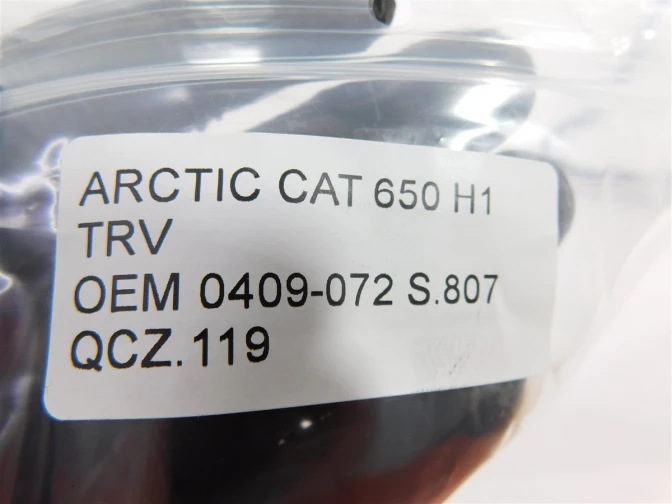 ARCTIC CAT 650 H1
TRV
OEM 0409-072 S.807
QCZ.119